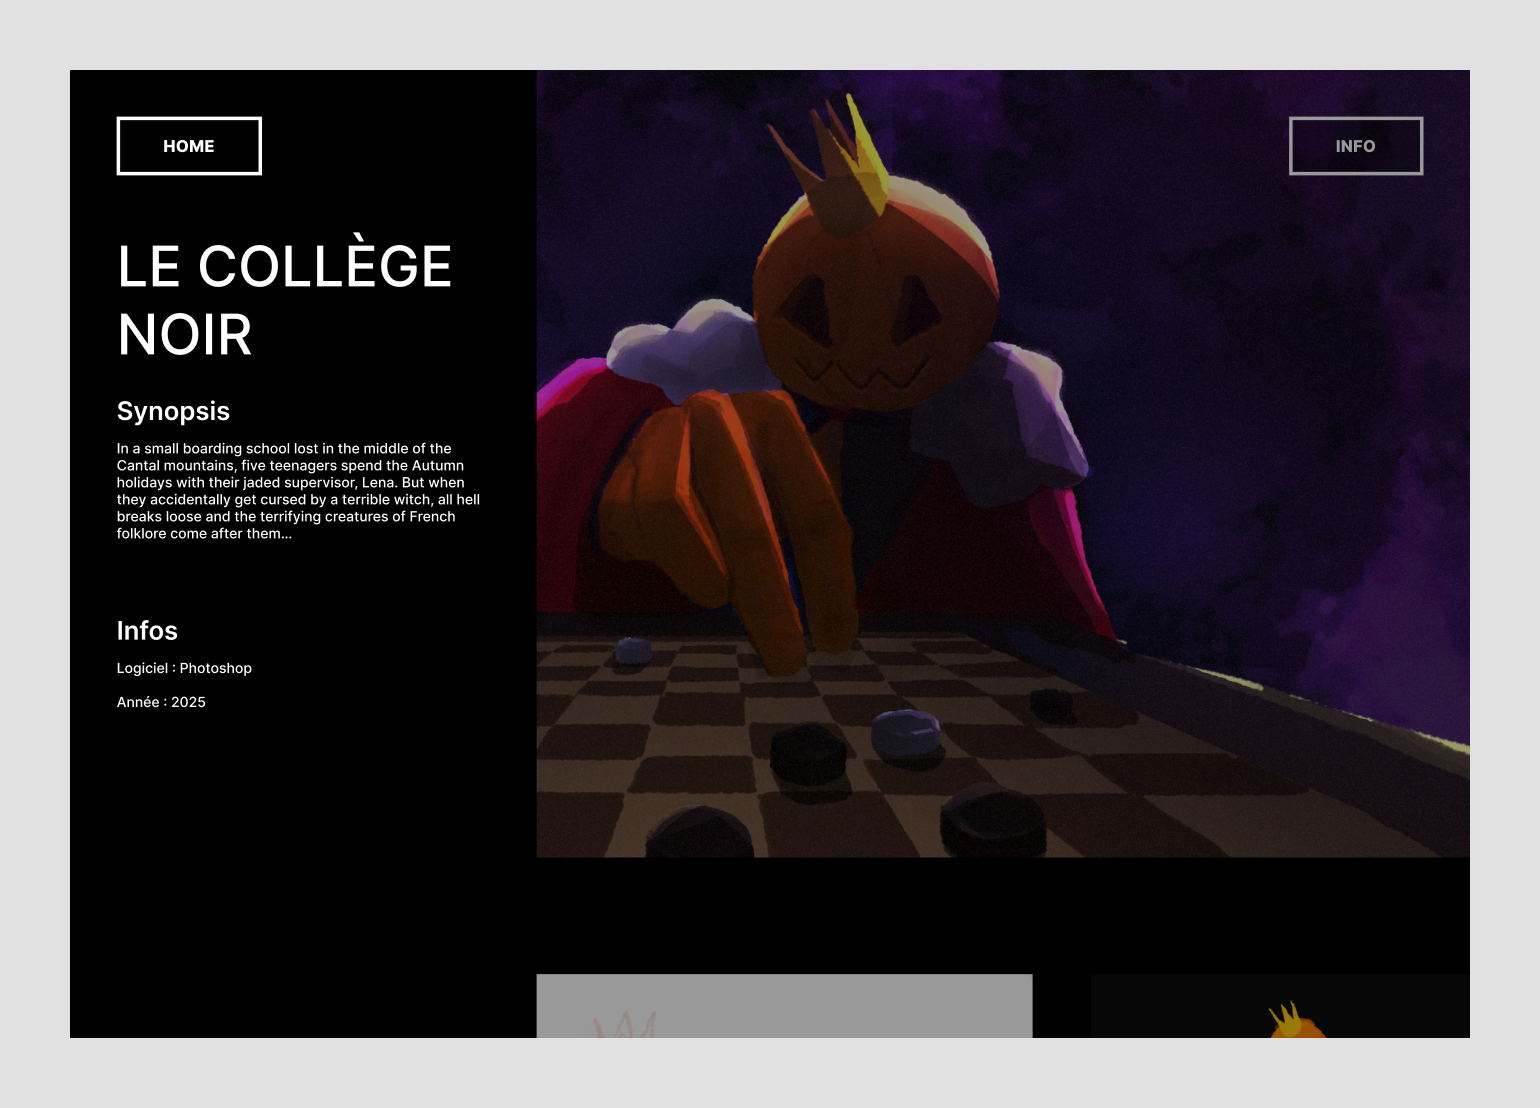 HOME
INFO
LE COLLÈGE
NOIR
Synopsis
In a small boarding school lost in the middle of the
Cantal mountains, five teenagers spend the Autumn
holidays with their jaded supervisor, Lena. But when
they accidentally get cursed by a terrible witch, all hell
breaks loose and the terrifying creatures of French
folklore come after them...
Infos
Logiciel : Photoshop
Année : 2025